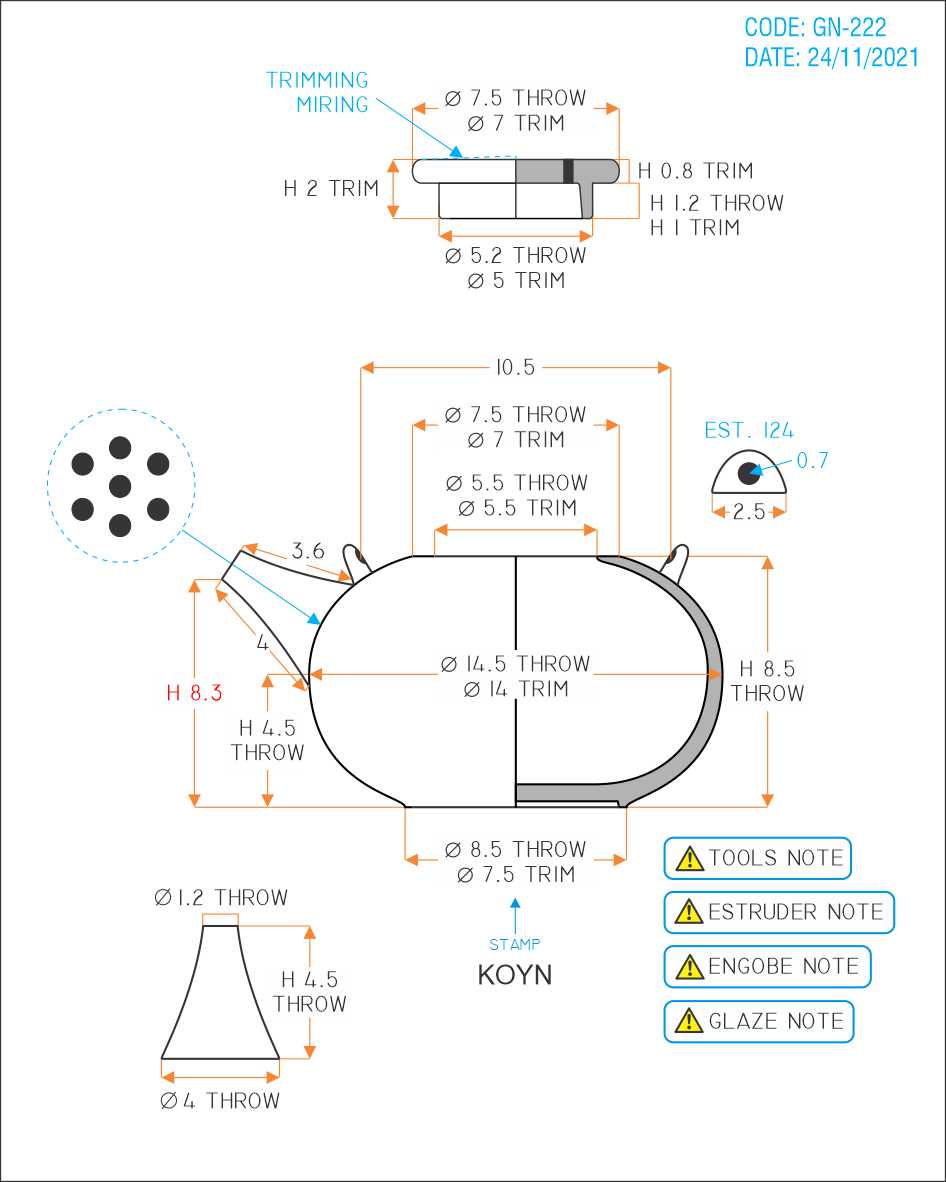 CODE: GN-222
DATE: 24/11/2021
TRIMMING
MIRING
Ø 7.5 THROW
Ø 7 TRIM
H 2 TRIM
H 0.8 TRIM
H 1.2 THROW
H 1 TRIM
Ø 5.2 THROW
Ø 5 TRIM
10.5
Ø 7.5 THROW
Ø 7 TRIM
EST. 124
0.7
2.5
Ø 5.5 THROW
Ø 5.5 TRIM
3.6
4
Ø 14.5 THROW
Ø 14 TRIM
H 8.5
THROW
H 8.3
H 4.5
THROW
Ø 8.5 THROW
Ø 7.5 TRIM
STAMP
KOYN
Ø 1.2 THROW
H 4.5
THROW
Ø 4 THROW
TOOLS NOTE
ESTRUDER NOTE
ENGOBE NOTE
GLAZE NOTE